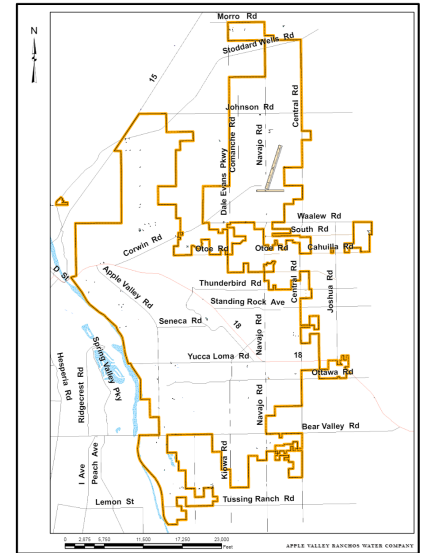 Morro Rd
N
Stoddard Wells Rd
15
Johnson Rd
Central Rd
Comanche Rd
Navajo Rd
Dale Evans Pkwy
Waalew Rd
South Rd
Corwin Rd
Otoe Rd
Otoe Rd
Cahuilla Rd
D St
Apple Valley Rd
Thunderbird Rd
Central Rd
Joshua Rd
Standing Rock Ave
Seneca Rd
18
Navajo Rd
Spring Valley Pky
Yucca Loma Rd
18
Hesperia Rd
Ridgecrest Rd
Ottawa Rd
Navajo Rd
Bear Valley Rd
I Ave
Peach Ave
Kiowa Rd
Lemon St
Tussing Ranch Rd
0 2,875 5,750 11,500 17,250 23,000
Feet
APPLE VALLEY RANCHOS WATER COMPANY